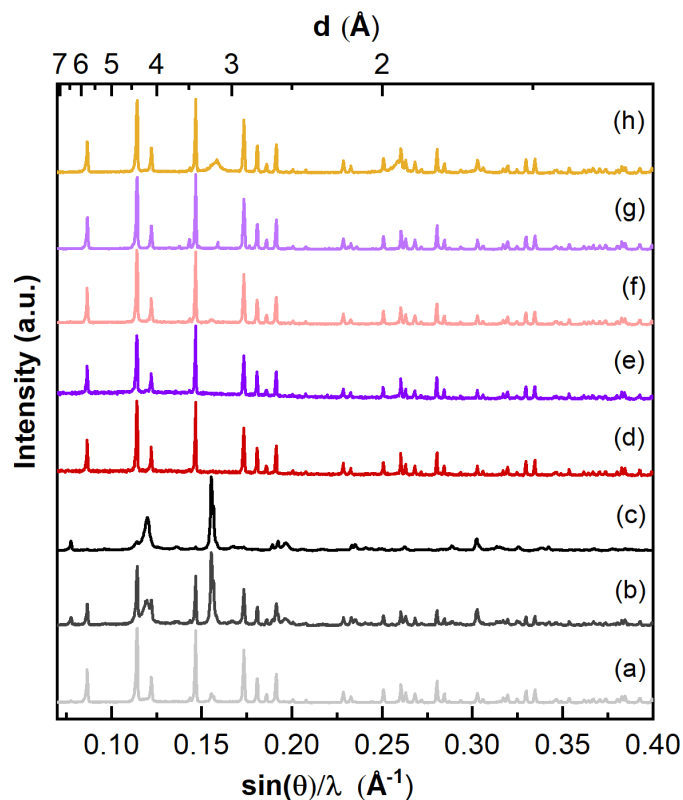 d (Å)
7 6 5 4 3 2
(h)
(g)
(f)
(e)
(d)
(c)
(b)
(a)
Intensity (a.u.)
0.10 0.15 0.20 0.25 0.30 0.35 0.40
sin(θ)/λ (Å⁻¹)